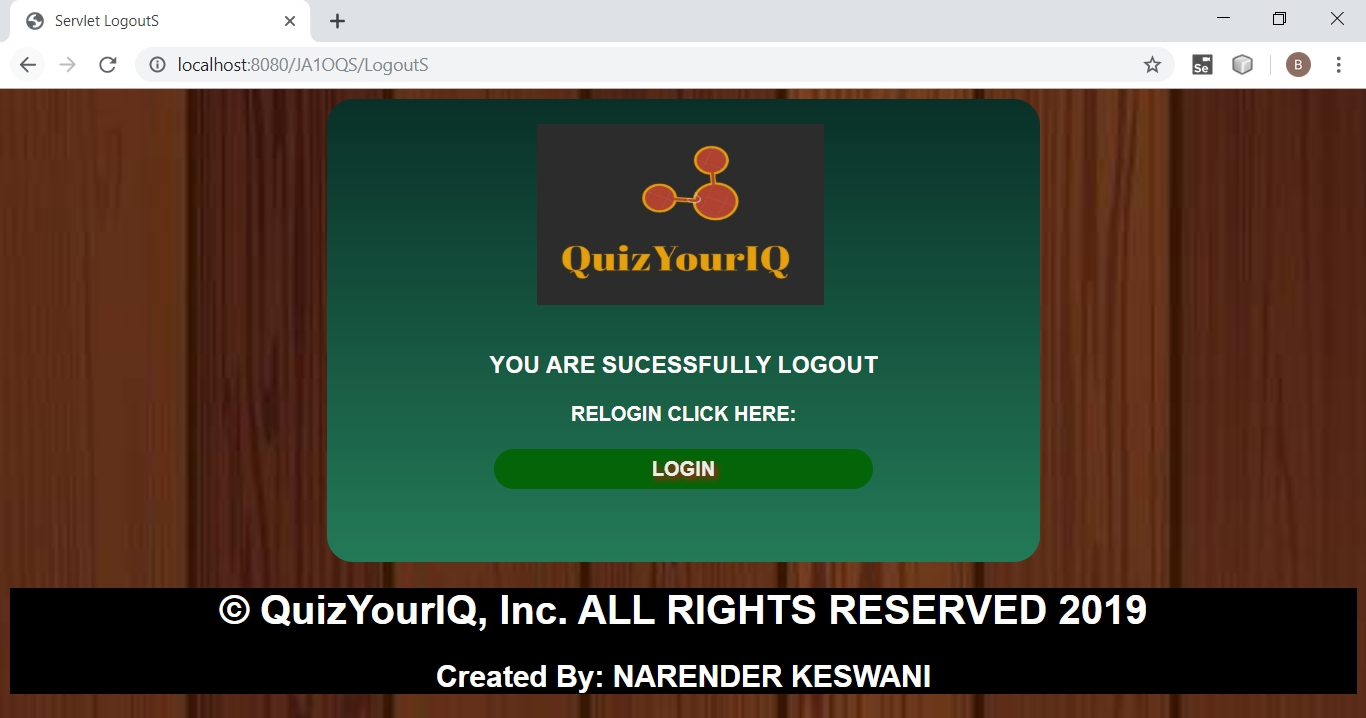 Servlet LogoutS
localhost:8080/JA1OQS/LogoutS
Se
B
QuizYourIQ
YOU ARE SUCESSFULLY LOGOUT
RELOGIN CLICK HERE:
LOGIN
© QuizYourIQ, Inc. ALL RIGHTS RESERVED 2019
Created By: NARENDER KESWANI